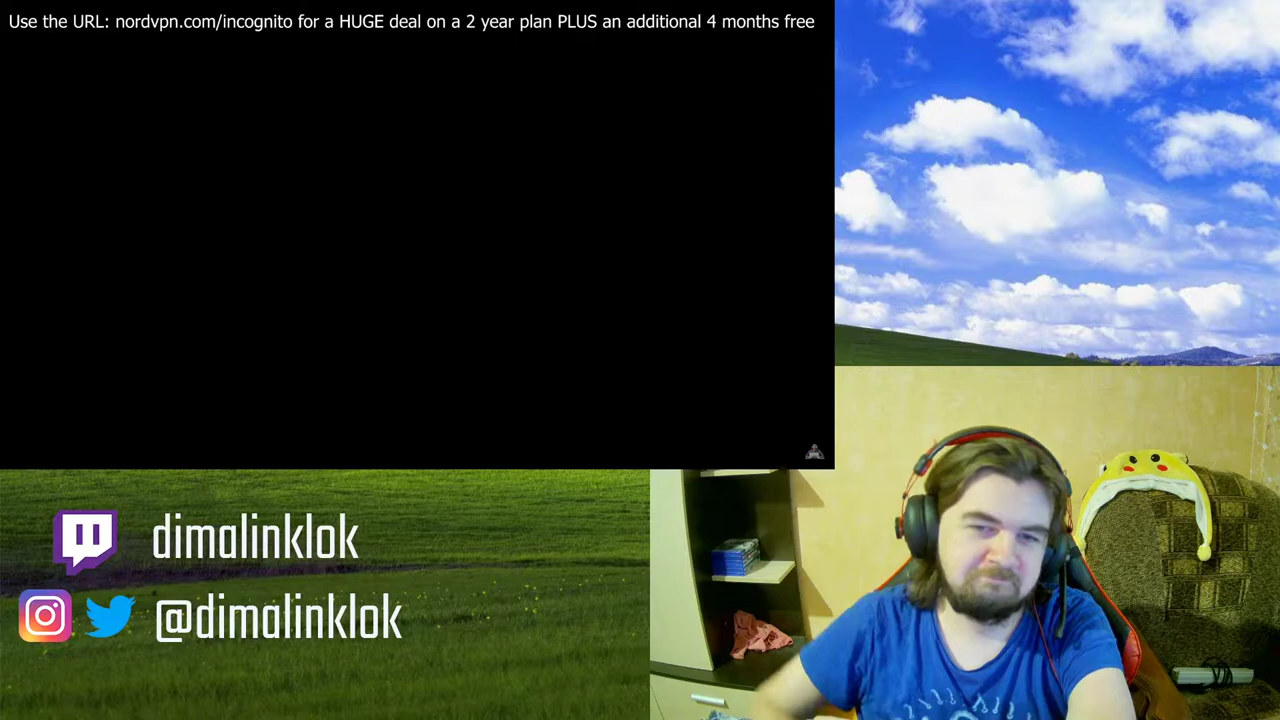 Use the URL: nordvpn.com/incognito for a HUGE deal on a 2 year plan PLUS an additional 4 months free
dimalinklok
@dimalinklok